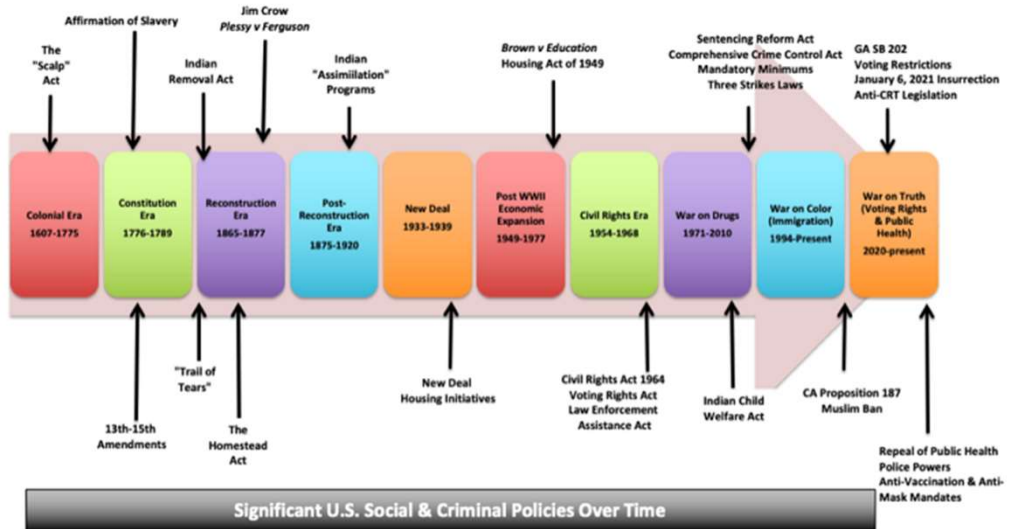 Affirmation of Slavery
Jim Crow
Plessy v Ferguson
The
"Scalp"
Act
Indian
Removal Act
Indian
"Assimiilation"
Programs
Brown v Education
Housing Act of 1949
Sentencing Reform Act
Comprehensive Crime Control Act
Mandatory Minimums
Three Strikes Laws
GA SB 202
Voting Restrictions
January 6, 2021 Insurrection
Anti-CRT Legislation
Colonial Era
1607-1775
Constitution
Era
1776-1789
Reconstruction
Era
1865-1877
Post-
Reconstruction
Era
1875-1920
New Deal
1933-1939
Post WWII
Economic
Expansion
1949-1977
Civil Rights Era
1954-1968
War on Drugs
1971-2010
War on Color
(Immigration)
1994-Present
War on Truth
(Voting Rights
& Public
Health)
2020-present
13th-15th
Amendments
"Trail of
Tears"
The
Homestead
Act
New Deal
Housing Initiatives
Civil Rights Act 1964
Voting Rights Act
Law Enforcement
Assistance Act
Indian Child
Welfare Act
CA Proposition 187
Muslim Ban
Repeal of Public Health
Police Powers
Anti-Vaccination & Anti-
Mask Mandates
Significant U.S. Social & Criminal Policies Over Time